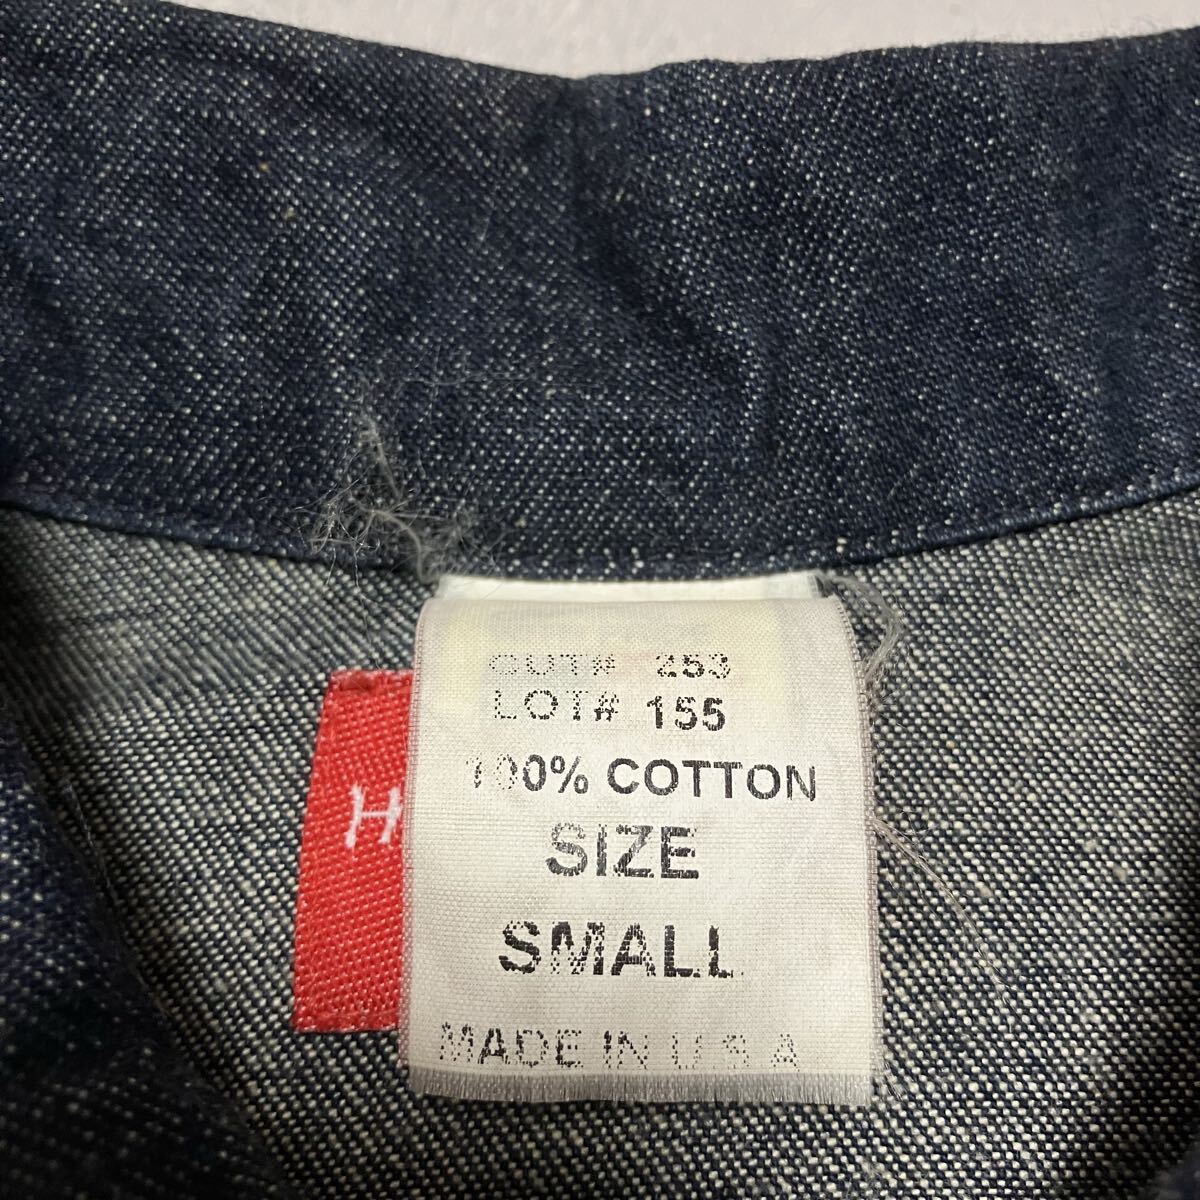 CUT# 253
LOT# 155
100% COTTON
SIZE
SMALL
MADE IN U S A
H